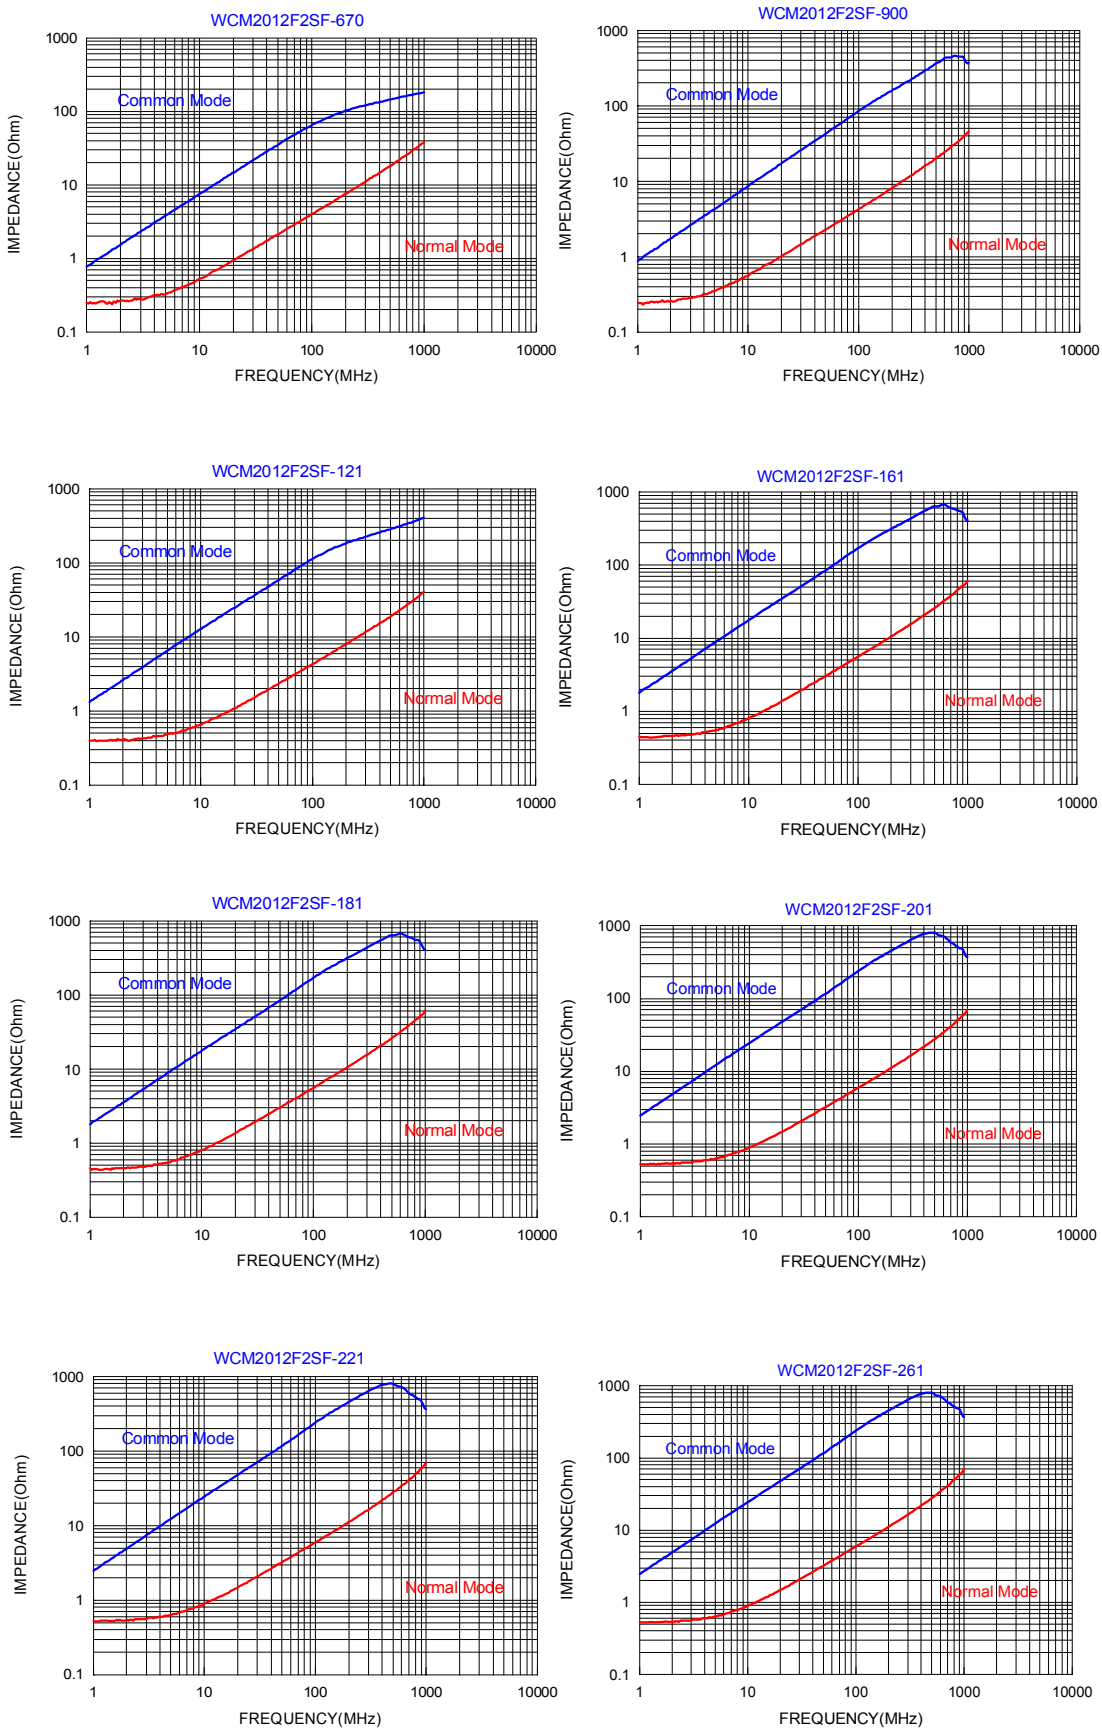 WCM2012F2SF-670
1000
100
10
1
0.1
IMPEDANCE(Ohm)
Common Mode
Normal Mode
1 10 100 1000 10000
FREQUENCY(MHz)
WCM2012F2SF-900
1000
100
10
1
0.1
IMPEDANCE(Ohm)
Common Mode
Normal Mode
1 10 100 1000 10000
FREQUENCY(MHz)
WCM2012F2SF-121
1000
100
10
1
0.1
IMPEDANCE(Ohm)
Common Mode
Normal Mode
1 10 100 1000 10000
FREQUENCY(MHz)
WCM2012F2SF-161
1000
100
10
1
0.1
IMPEDANCE(Ohm)
Common Mode
Normal Mode
1 10 100 1000 10000
FREQUENCY(MHz)
WCM2012F2SF-181
1000
100
10
1
0.1
IMPEDANCE(Ohm)
Common Mode
Normal Mode
1 10 100 1000 10000
FREQUENCY(MHz)
WCM2012F2SF-201
1000
100
10
1
0.1
IMPEDANCE(Ohm)
Common Mode
Normal Mode
1 10 100 1000 10000
FREQUENCY(MHz)
WCM2012F2SF-221
1000
100
10
1
0.1
IMPEDANCE(Ohm)
Common Mode
Normal Mode
1 10 100 1000 10000
FREQUENCY(MHz)
WCM2012F2SF-261
1000
100
10
1
0.1
IMPEDANCE(Ohm)
Common Mode
Normal Mode
1 10 100 1000 10000
FREQUENCY(MHz)